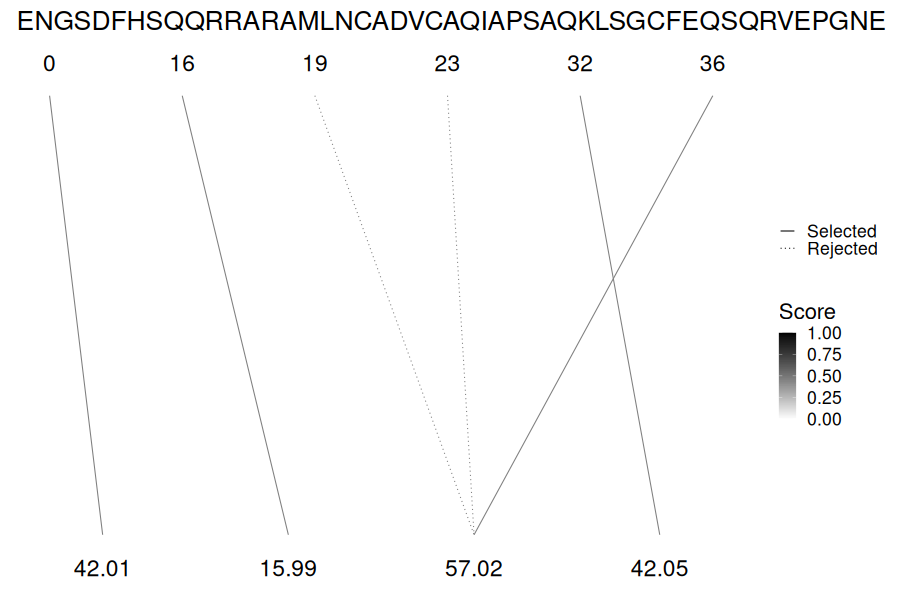 ENGSDFHSQQRRARAMLNCADVCAQIAPSAQKLSGCFEQSQRVEPGNE
0 16 19 23 32 36
Selected
Rejected
Score
1.00
0.75
0.50
0.25
0.00
42.01 15.99 57.02 42.05